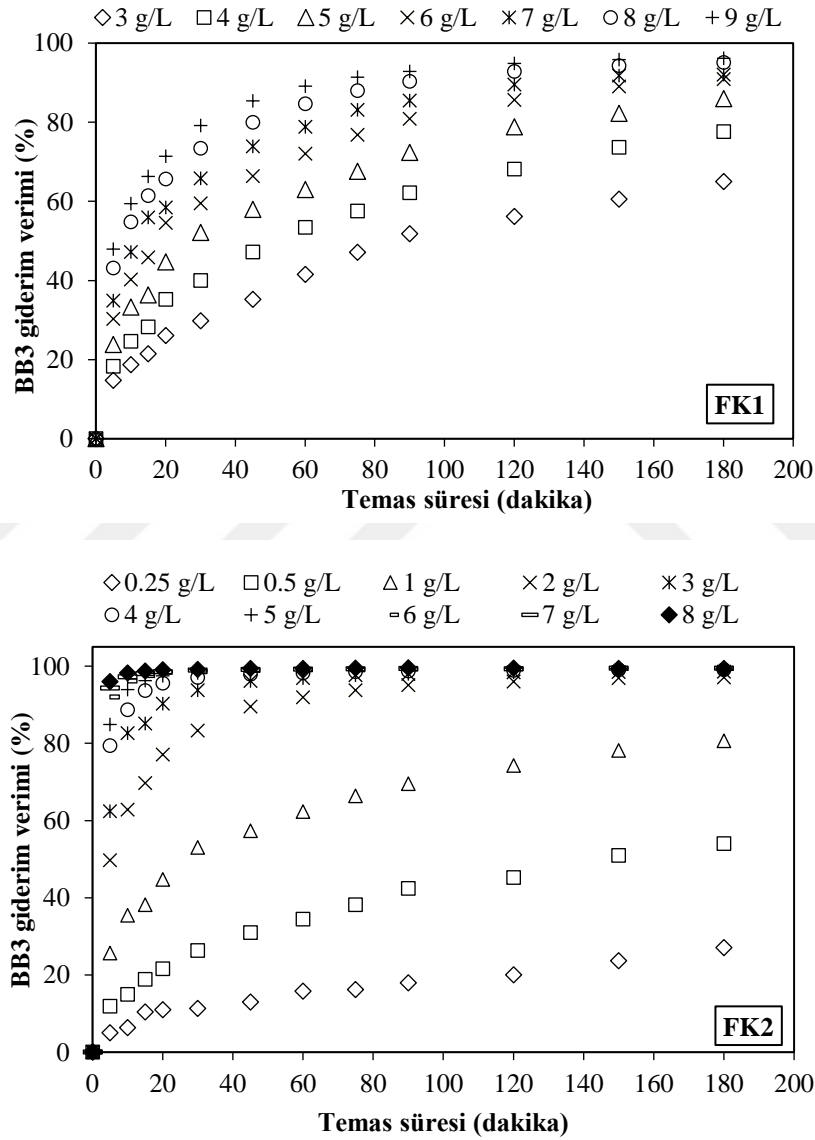 ◇3 g/L □4 g/L △5 g/L ×6 g/L ✳7 g/L ○8 g/L +9 g/L
100
80
60
40
20
0
BB3 giderim verimi (%)
FK1
0 20 40 60 80 100 120 140 160 180 200
Temas süresi (dakika)
◇0.25 g/L □0.5 g/L △1 g/L ×2 g/L ✳3 g/L
○4 g/L +5 g/L 6 g/L 7 g/L ◆8 g/L
100
80
60
40
20
0
BB3 giderim verimi (%)
FK2
0 20 40 60 80 100 120 140 160 180 200
Temas süresi (dakika)